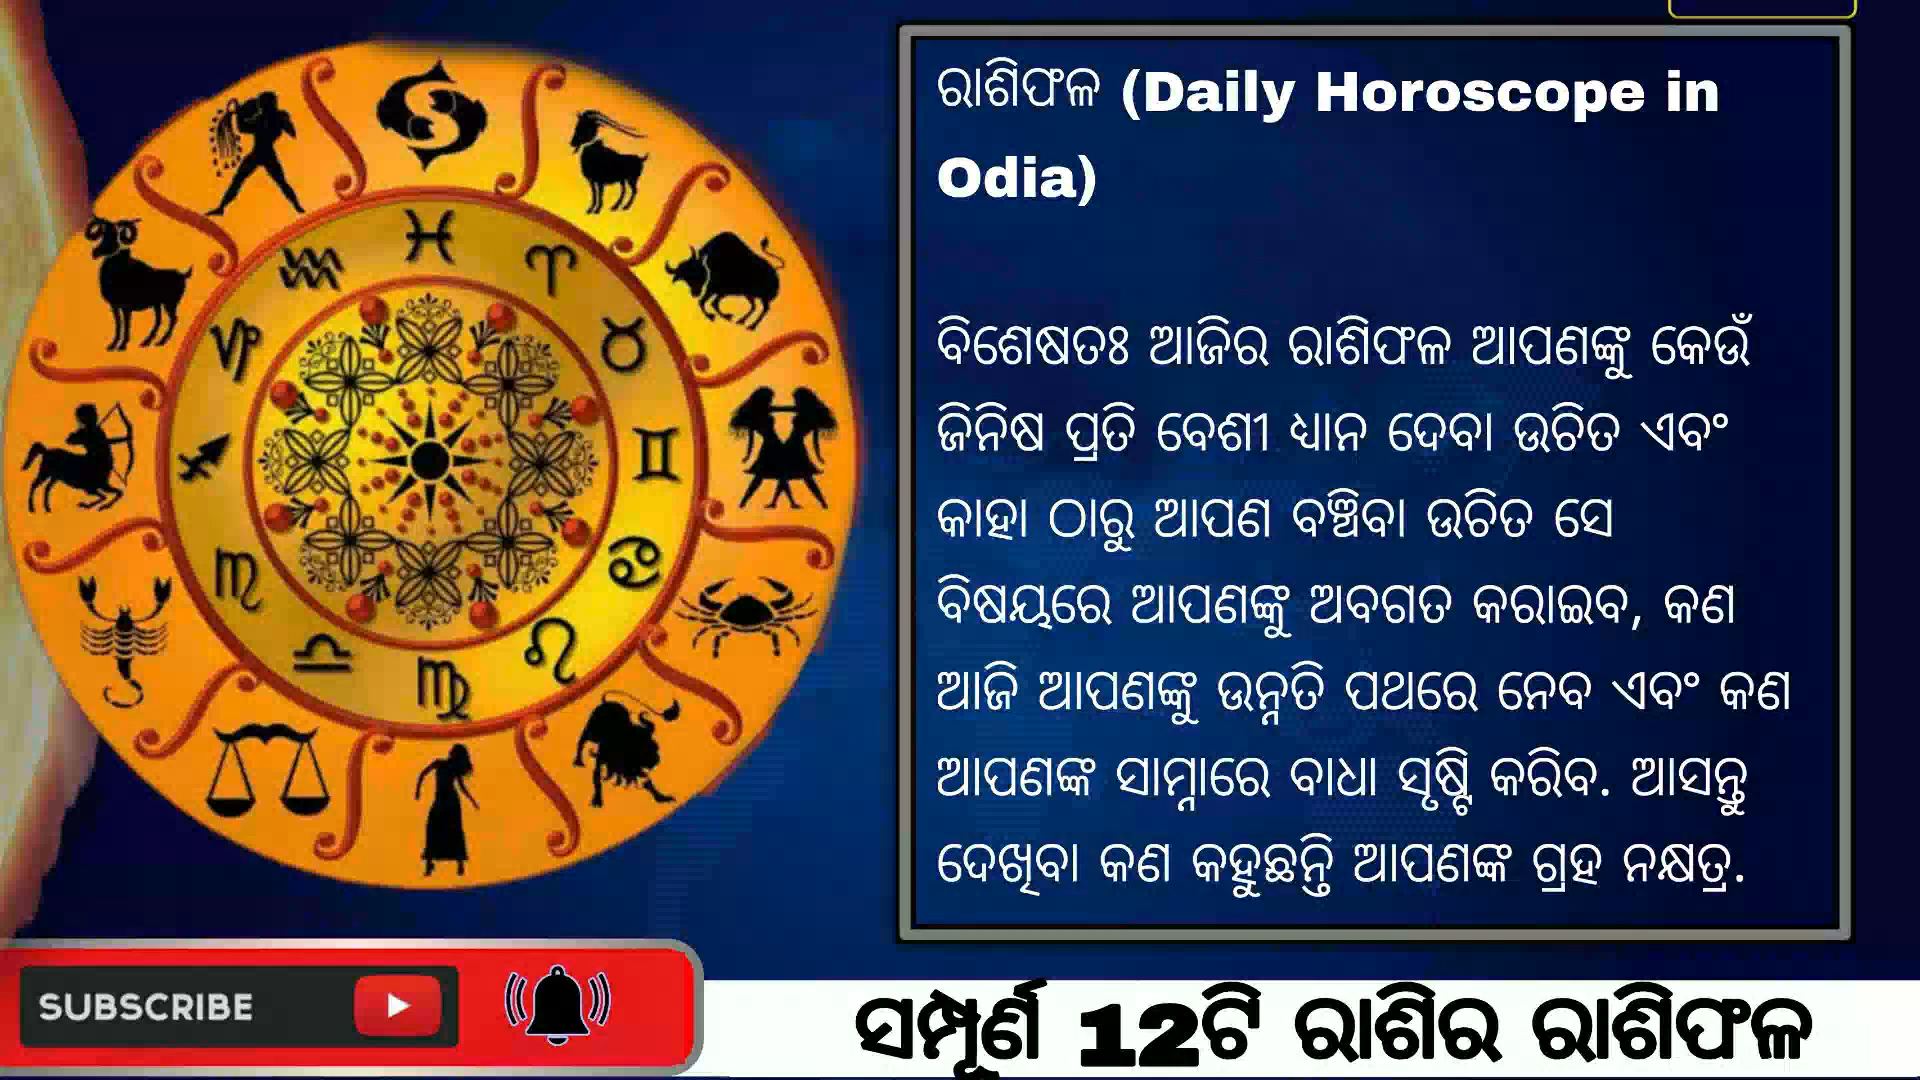 ରାଶିଫଳ (Daily Horoscope in
Odia)
ବିଶେଷତଃ ଆଜିର ରାଶିଫଳ ଆପଣଙ୍କୁ କେଉଁ
ଜିନିଷ ପ୍ରତି ବେଶୀ ଧ୍ୟାନ ଦେବା ଉଚିତ ଏବଂ
କାହା ଠାରୁ ଆପଣ ବଞ୍ଚିବା ଉଚିତ ସେ
ବିଷୟରେ ଆପଣଙ୍କୁ ଅବଗତ କରାଇବ, କଣ
ଆଜି ଆପଣଙ୍କୁ ଉନ୍ନତି ପଥରେ ନେବ ଏବଂ କଣ
ଆପଣଙ୍କ ସାମ୍ନାରେ ବାଧା ସୃଷ୍ଟି କରିବ. ଆସନ୍ତୁ
ଦେଖିବା କଣ କହୁଛନ୍ତି ଆପଣଙ୍କ ଗ୍ରହ ନକ୍ଷତ୍ର.
SUBSCRIBE
ସମ୍ପୂର୍ଣ 12ଟି ରାଶିର ରାଶିଫଳ